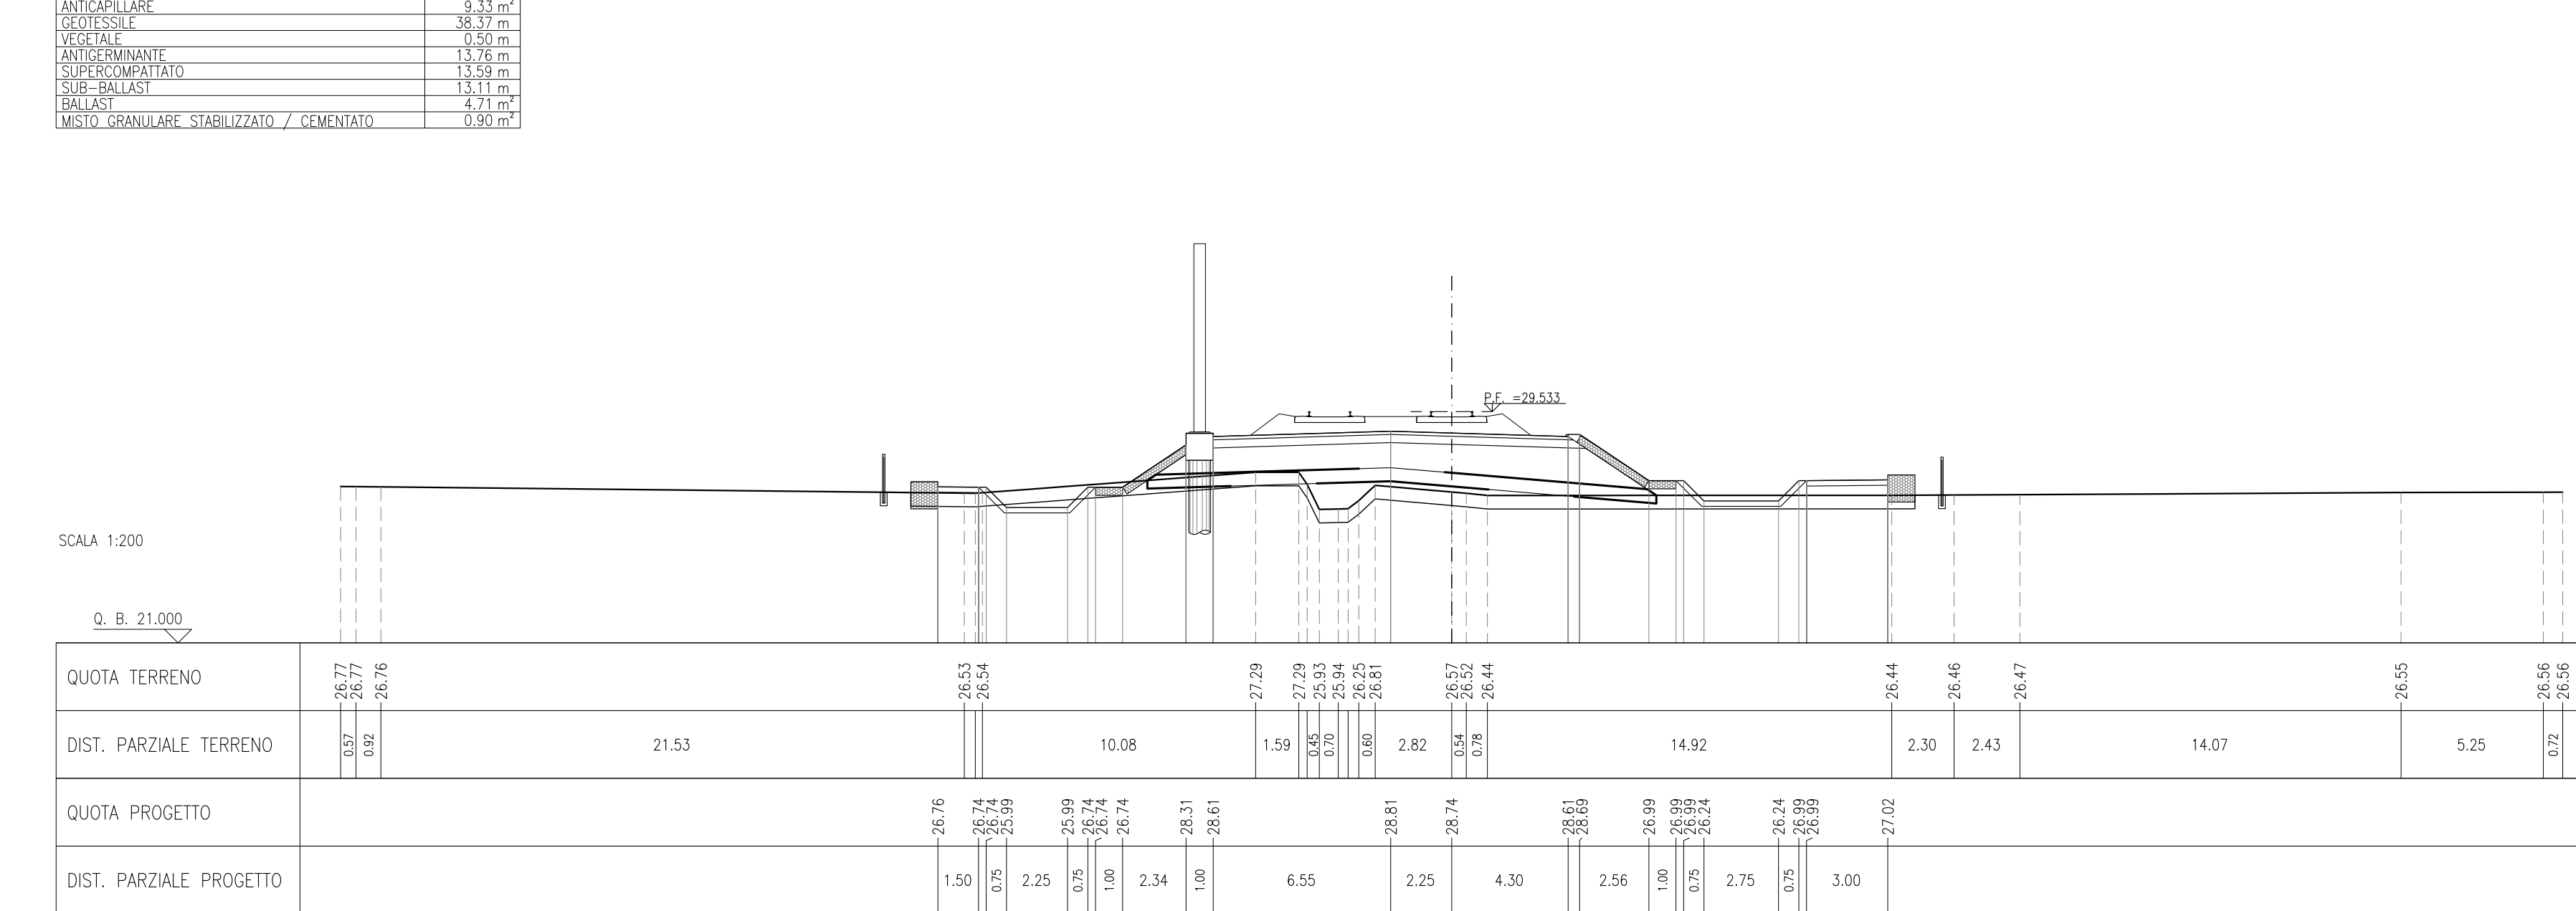 ANTICAPILLARE 9.33 m²
GEOTESSILE 38.37 m
VEGETALE 0.50 m
ANTIGERMINANTE 13.76 m
SUPERCOMPATTATO 13.59 m
SUB-BALLAST 13.11 m
BALLAST 4.71 m²
MISTO GRANULARE STABILIZZATO / CEMENTATO 0.90 m²
P.F. =29.533
SCALA 1:200
Q. B. 21.000
QUOTA TERRENO 26.77 26.77 26.76 26.53 26.54 27.29 27.29 25.93 25.94 26.25 26.81 26.57 26.52 26.44 26.44 26.46 26.47 26.55 26.56 26.56
DIST. PARZIALE TERRENO 0.57 0.92 21.53 10.08 1.59 0.45 0.70 0.60 2.82 0.54 0.78 14.92 2.30 2.43 14.07 5.25 0.72
QUOTA PROGETTO 26.76 26.74 26.74 25.99 25.99 26.74 26.74 26.74 28.31 28.61 28.81 28.74 28.61 28.69 26.99 26.99 26.99 26.24 26.24 26.99 26.99 27.02
DIST. PARZIALE PROGETTO 1.50 0.75 2.25 0.75 1.00 2.34 1.00 6.55 2.25 4.30 2.56 1.00 0.75 2.75 0.75 3.00